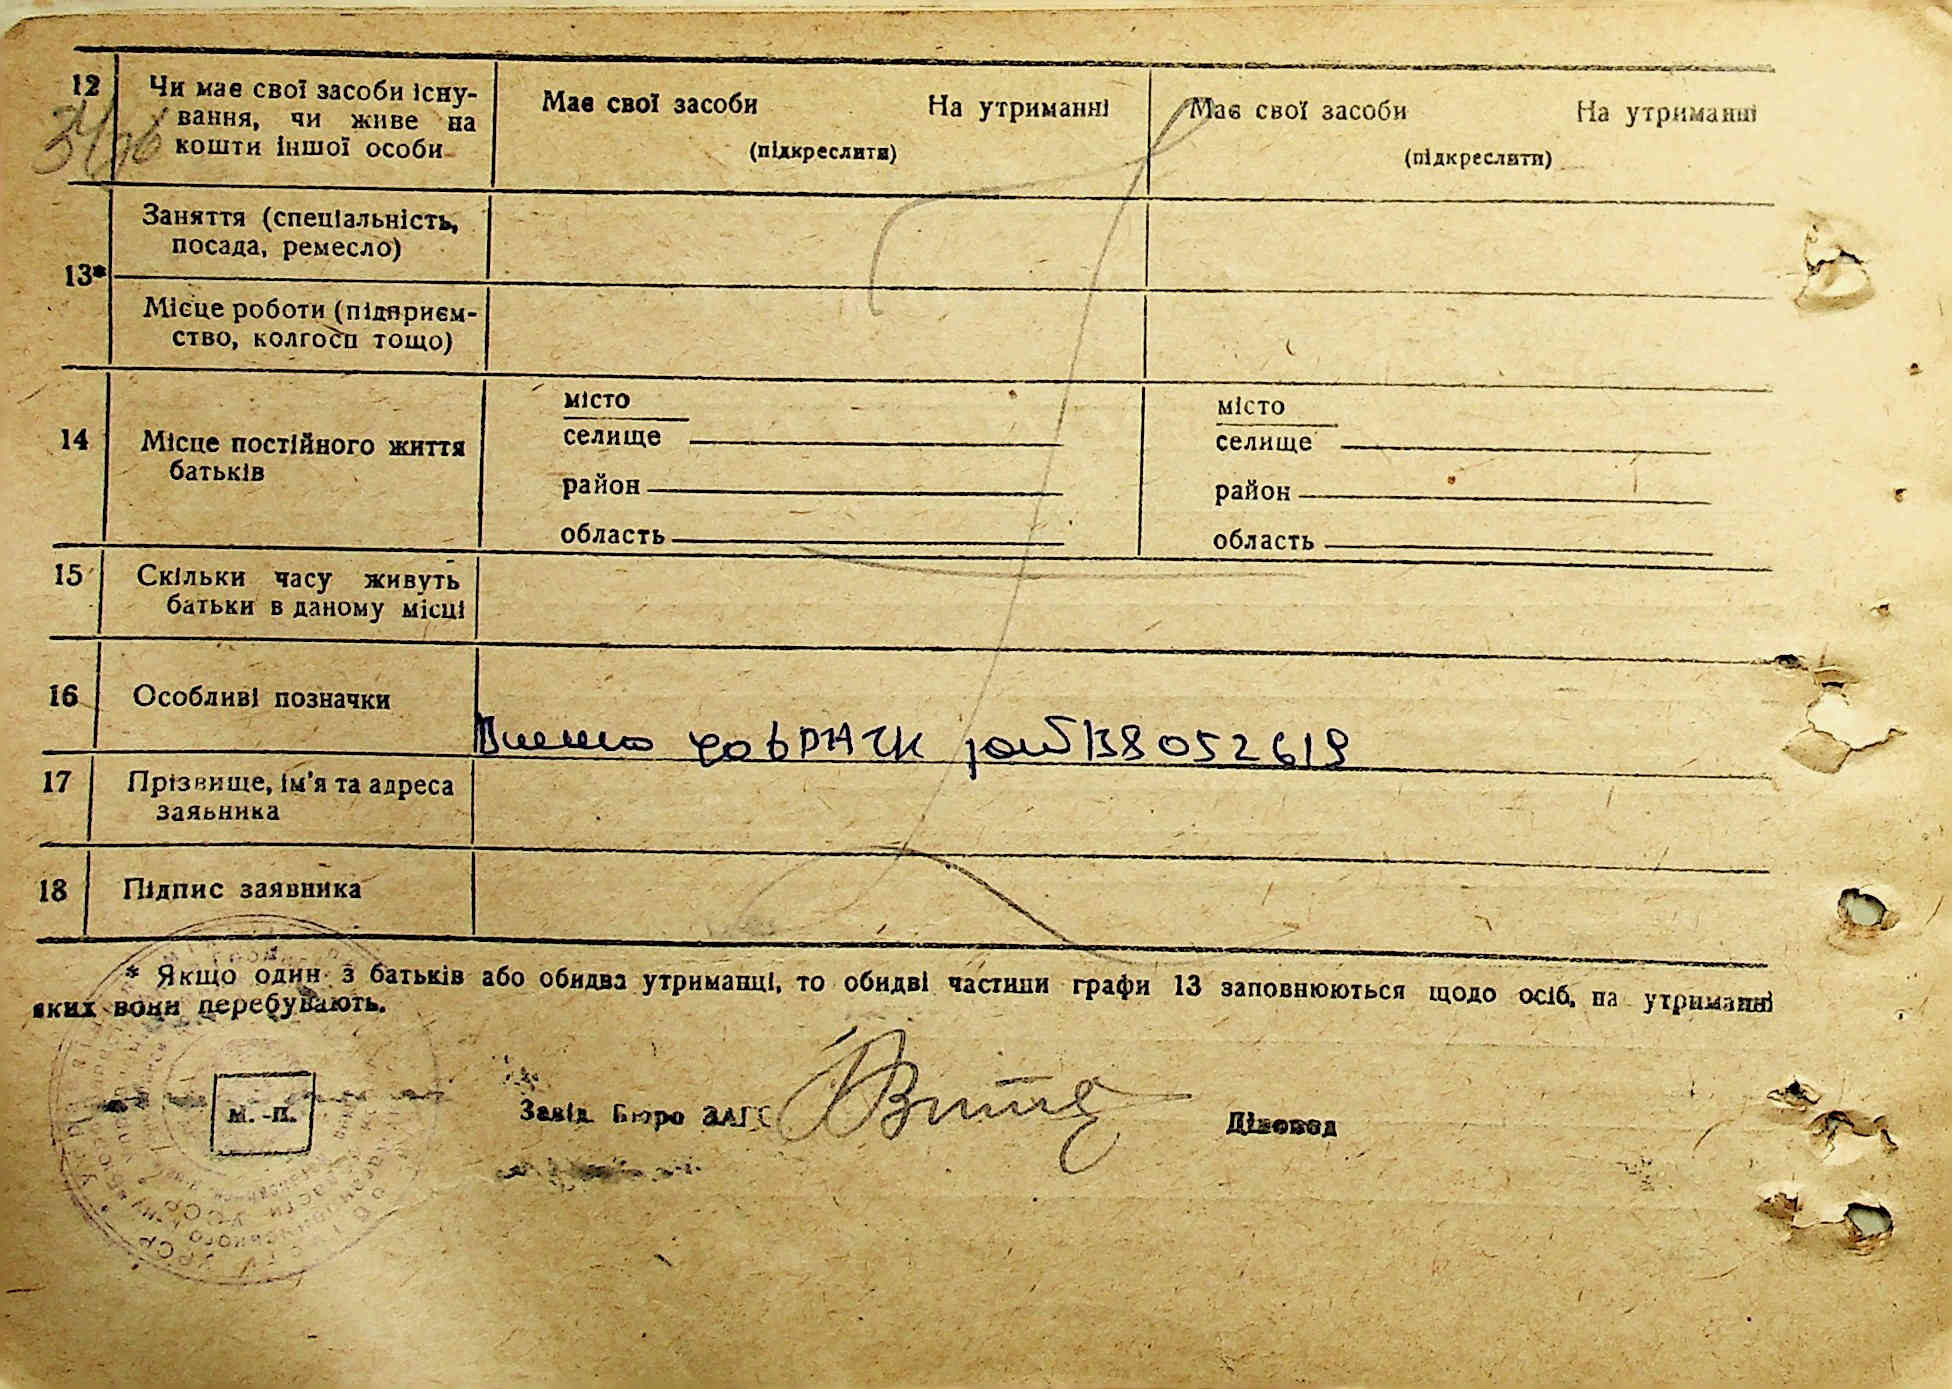 12 Чи має свої засоби існу-
вання, чи живе на
кошти іншої особи
Має свої засоби На утриманні
(підкреслити)
Має свої засоби На утриманні
(підкреслити)
13*
Заняття (спеціальність,
посада, ремесло)
Місце роботи (підприєм-
ство, колгосп тощо)
14 Місце постійного життя
батьків
місто
селище
район
область
місто
селище
район
область
15 Скільки часу живуть
батьки в даному місці
16 Особливі позначки
052619
17 Прізвище, ім'я та адреса
заявника
18 Підпис заявника
* Якщо один з батьків або обидва утриманці, то обидві частини графи 13 заповнюються щодо осіб, на утриманні
яких вони перебувають.
М. П.
Завід. Бюро ЗАГС
Діловод